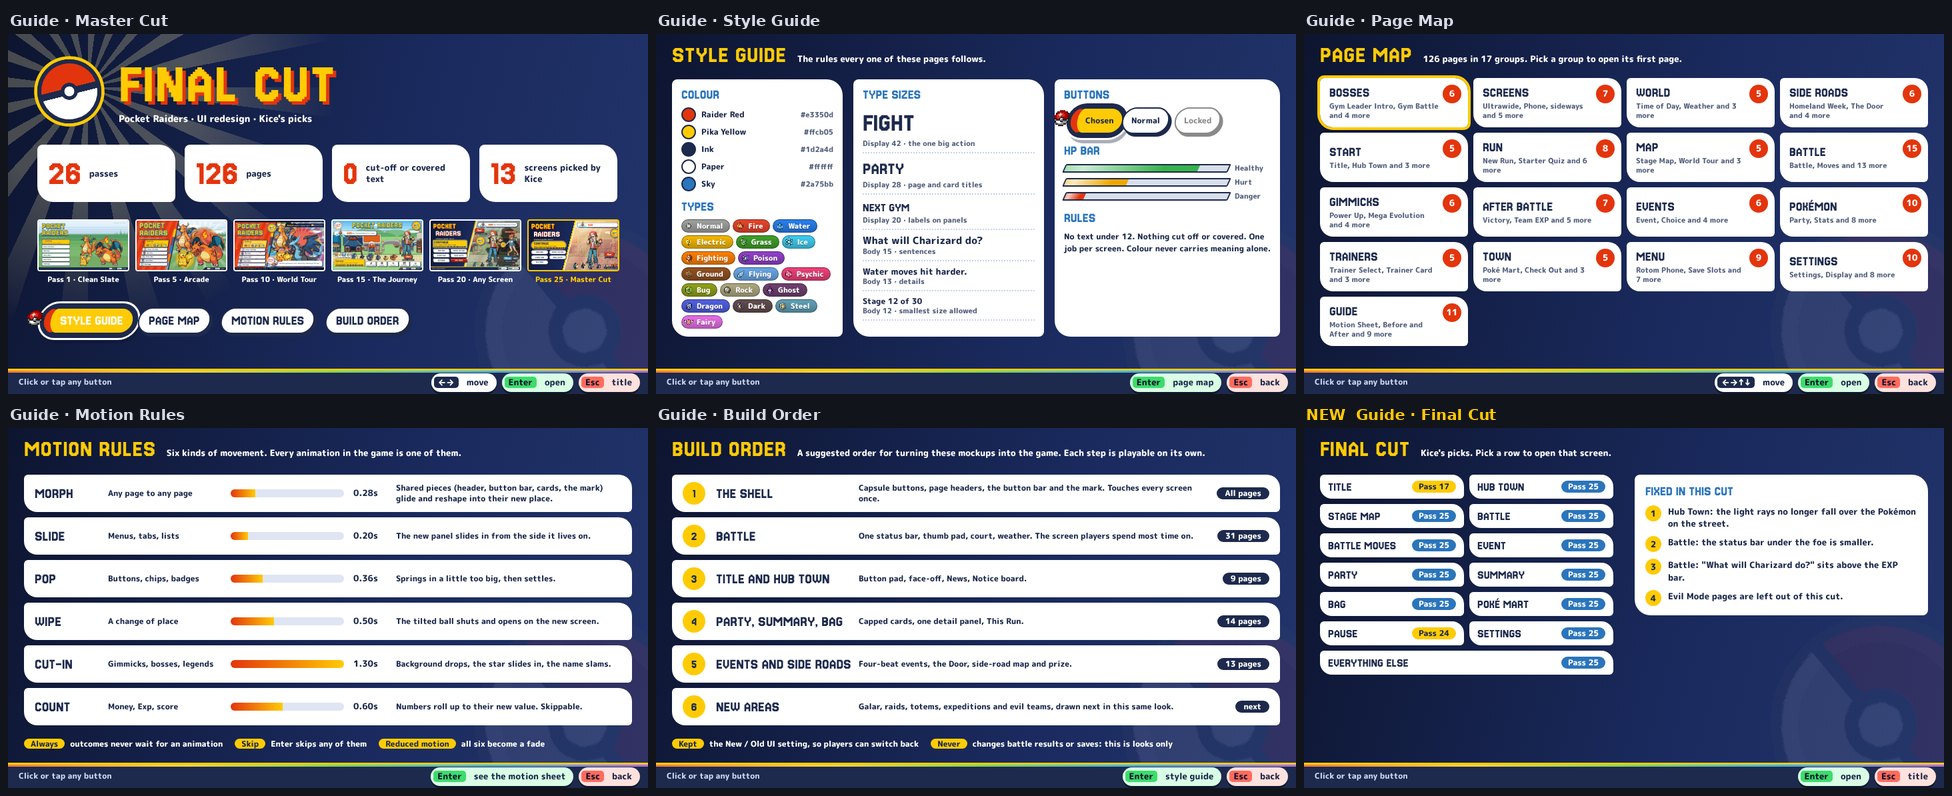 Guide · Master Cut
FINAL CUT
Pocket Raiders · UI redesign · Kice's picks
26 passes
126 pages
0 cut-off or covered text
13 screens picked by Kice
POCKET RAIDERS
POCKET RAIDERS
POCKET RAIDERS
POCKET RAIDERS
POCKET RAIDERS
POCKET RAIDERS
Pass 1 · Clean Slate
Pass 5 · Arcade
Pass 10 · World Tour
Pass 15 · The Journey
Pass 20 · Any Screen
Pass 25 · Master Cut
STYLE GUIDE
PAGE MAP
MOTION RULES
BUILD ORDER
Click or tap any button
←→ move
Enter open
Esc title
Guide · Style Guide
STYLE GUIDE The rules every one of these pages follows.
COLOUR
Raider Red #e3350d
Pika Yellow #ffcb05
Ink #1d2a4d
Paper #ffffff
Sky #2a75bb
TYPES
Normal Fire Water
Electric Grass Ice
Fighting Poison
Ground Flying Psychic
Bug Rock Ghost
Dragon Dark Steel
Fairy
TYPE SIZES
FIGHT
Display 42 · the one big action
PARTY
Display 28 · page and card titles
NEXT GYM
Display 20 · labels on panels
What will Charizard do?
Body 15 · sentences
Water moves hit harder.
Body 13 · details
Stage 12 of 30
Body 12 · smallest size allowed
BUTTONS
Chosen Normal Locked
HP BAR
Healthy
Hurt
Danger
RULES
No text under 12. Nothing cut off or covered. One
job per screen. Colour never carries meaning alone.
Click or tap any button
Enter page map
Esc back
Guide · Page Map
PAGE MAP 126 pages in 17 groups. Pick a group to open its first page.
BOSSES 6
Gym Leader Intro, Gym Battle
and 4 more
SCREENS 7
Ultrawide, Phone, sideways
and 5 more
WORLD 5
Time of Day, Weather and 3
more
SIDE ROADS 6
Homeland Week, The Door
and 4 more
START 5
Title, Hub Town and 3 more
RUN 8
New Run, Starter Quiz and 6
more
MAP 5
Stage Map, World Tour and 3
more
BATTLE 15
Battle, Moves and 13 more
GIMMICKS 6
Power Up, Mega Evolution
and 4 more
AFTER BATTLE 7
Victory, Team EXP and 5 more
EVENTS 6
Event, Choice and 4 more
POKÉMON 10
Party, Stats and 8 more
TRAINERS 5
Trainer Select, Trainer Card
and 3 more
TOWN 5
Poké Mart, Check Out and 3
more
MENU 9
Rotom Phone, Save Slots and
7 more
SETTINGS 10
Settings, Display and 8 more
GUIDE 11
Motion Sheet, Before and
After and 9 more
Click or tap any button
←→↑↓ move
Enter open
Esc back
Guide · Motion Rules
MOTION RULES Six kinds of movement. Every animation in the game is one of them.
MORPH Any page to any page 0.28s Shared pieces (header, button bar, cards, the mark)
glide and reshape into their new place.
SLIDE Menus, tabs, lists 0.20s The new panel slides in from the side it lives on.
POP Buttons, chips, badges 0.36s Springs in a little too big, then settles.
WIPE A change of place 0.50s The tilted ball shuts and opens on the new screen.
CUT-IN Gimmicks, bosses, legends 1.30s Background drops, the star slides in, the name slams.
COUNT Money, Exp, score 0.60s Numbers roll up to their new value. Skippable.
Always outcomes never wait for an animation Skip Enter skips any of them Reduced motion all six become a fade
Click or tap any button
Enter see the motion sheet
Esc back
Guide · Build Order
BUILD ORDER A suggested order for turning these mockups into the game. Each step is playable on its own.
1 THE SHELL Capsule buttons, page headers, the button bar and the mark. Touches every screen
once. All pages
2 BATTLE One status bar, thumb pad, court, weather. The screen players spend most time on. 31 pages
3 TITLE AND HUB TOWN Button pad, face-off, News, Notice board. 9 pages
4 PARTY, SUMMARY, BAG Capped cards, one detail panel, This Run. 14 pages
5 EVENTS AND SIDE ROADS Four-beat events, the Door, side-road map and prize. 13 pages
6 NEW AREAS Galar, raids, totems, expeditions and evil teams, drawn next in this same look. next
Kept the New / Old UI setting, so players can switch back Never changes battle results or saves: this is looks only
Click or tap any button
Enter style guide
Esc back
NEW Guide · Final Cut
FINAL CUT Kice's picks. Pick a row to open that screen.
TITLE Pass 17
HUB TOWN Pass 25
STAGE MAP Pass 25
BATTLE Pass 25
BATTLE MOVES Pass 25
EVENT Pass 25
PARTY Pass 25
SUMMARY Pass 25
BAG Pass 25
POKÉ MART Pass 25
PAUSE Pass 24
SETTINGS Pass 25
EVERYTHING ELSE Pass 25
FIXED IN THIS CUT
1 Hub Town: the light rays no longer fall over the Pokémon
on the street.
2 Battle: the status bar under the foe is smaller.
3 Battle: "What will Charizard do?" sits above the EXP
bar.
4 Evil Mode pages are left out of this cut.
Click or tap any button
Enter open
Esc title